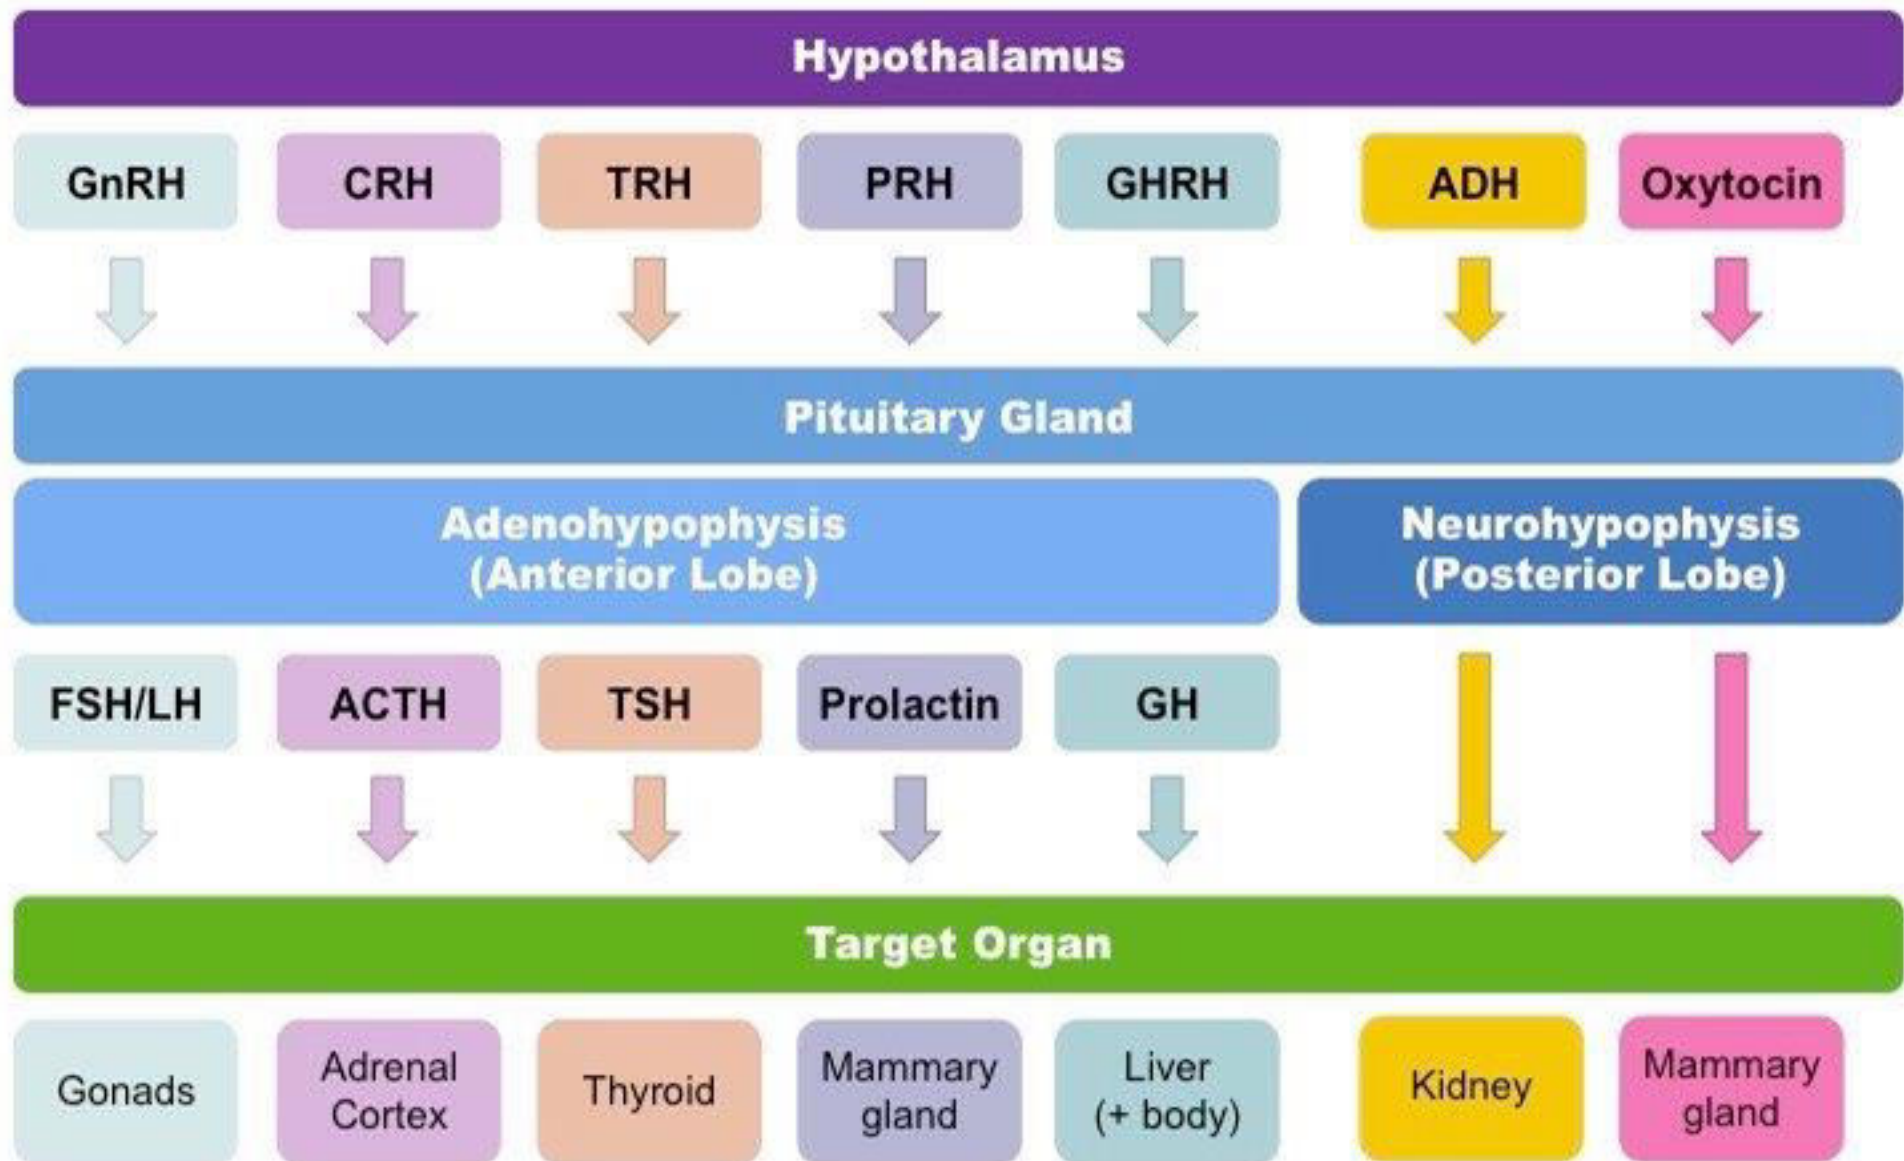 Hypothalamus
GnRH
CRH
TRH
PRH
GHRH
ADH
Oxytocin
Pituitary Gland
Adenohypophysis
(Anterior Lobe)
Neurohypophysis
(Posterior Lobe)
FSH/LH
ACTH
TSH
Prolactin
GH
Target Organ
Gonads
Adrenal
Cortex
Thyroid
Mammary
gland
Liver
(+ body)
Kidney
Mammary
gland